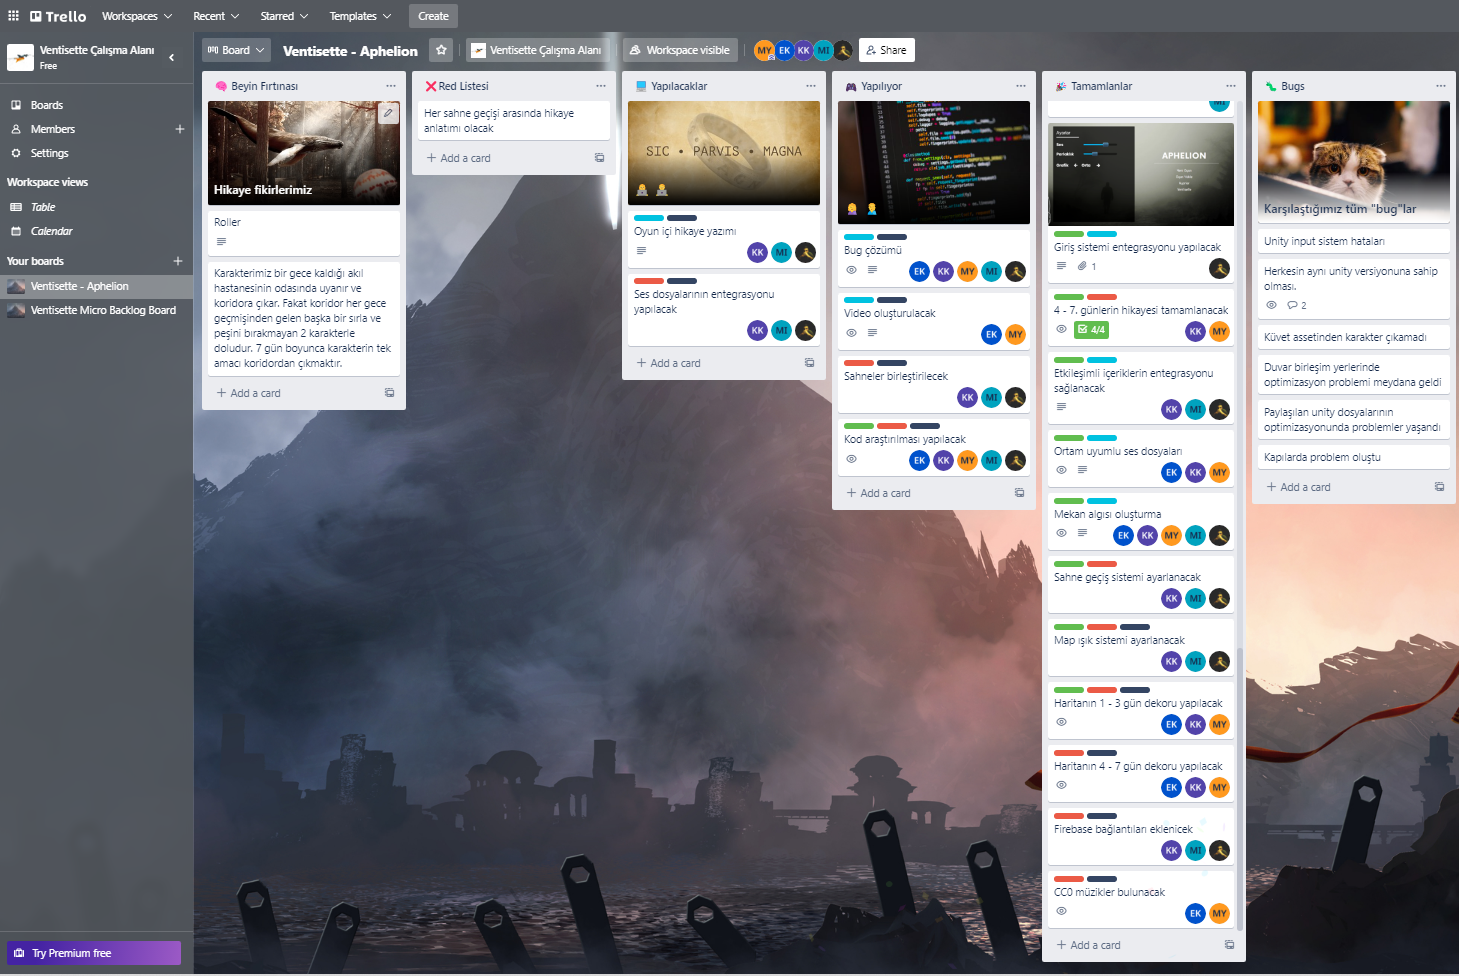 Trello
Workspaces
Recent
Starred
Templates
Create
Ventisette Çalışma Alanı
Free
Boards
Members
Settings
Workspace views
Table
Calendar
Your boards
Ventisette - Aphelion
Ventisette Micro Backlog Board
Try Premium free
Board
Ventisette - Aphelion
Ventisette Çalışma Alanı
Workspace visible
MY EK KK MI
Share
Beyin Fırtınası
Hikaye fikirlerimiz
Roller
Karakterimiz bir gece kaldığı akıl
hastanesinin odasında uyanır ve
koridora çıkar. Fakat koridor her gece
geçmişinden gelen başka bir sırla ve
peşini bırakmayan 2 karakterle
doludur. 7 gün boyunca karakterin tek
amacı koridordan çıkmaktır.
Add a card
Red Listesi
Her sahne geçişi arasında hikaye
anlatımı olacak
Add a card
Yapılacaklar
SIC • PARVIS • MAGNA
Oyun içi hikaye yazımı
KK MI
Ses dosyalarının entegrasyonu
yapılacak
KK MI
Add a card
Yapılıyor
Bug çözümü
EK KK MY MI
Video oluşturulacak
EK MY
Sahneler birleştirilecek
KK MI
Kod araştırılması yapılacak
EK KK MY MI
Add a card
Tamamlanlar
MI
Ayarlar
Ses
Parlaklık
Grafik
Orta
APHELION
Giriş sistemi entegrasyonu yapılacak
1
4 - 7. günlerin hikayesi tamamlanacak
4/4
KK MY
Etkileşimli içeriklerin entegrasyonu
sağlanacak
KK MI
Ortam uyumlu ses dosyaları
EK KK MY
Mekan algısı oluşturma
EK KK MY MI
Sahne geçiş sistemi ayarlanacak
KK MI
Map ışık sistemi ayarlanacak
KK MI
Haritanın 1 - 3 gün dekoru yapılacak
EK KK MY
Haritanın 4 - 7 gün dekoru yapılacak
EK KK MY
Firebase bağlantıları eklenicek
KK MI
CC0 müzikler bulunacak
EK MY
Add a card
Bugs
Karşılaştığımız tüm "bug"lar
Unity input sistem hataları
Herkesin aynı unity versiyonuna sahip
olması.
2
Küvet assetinden karakter çıkamadı
Duvar birleşim yerlerinde
optimizasyon problemi meydana geldi
Paylaşılan unity dosyalarının
optimizasyonunda problemler yaşandı
Kapılarda problem oluştu
Add a card